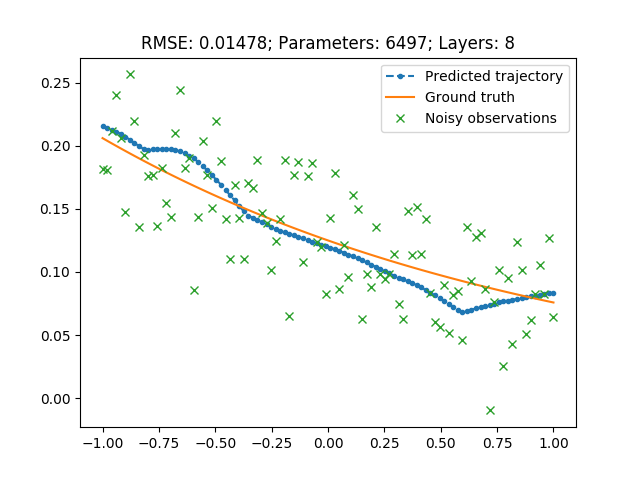 RMSE: 0.01478; Parameters: 6497; Layers: 8
Predicted trajectory
Ground truth
Noisy observations
0.25
0.20
0.15
0.10
0.05
0.00
−1.00 −0.75 −0.50 −0.25 0.00 0.25 0.50 0.75 1.00